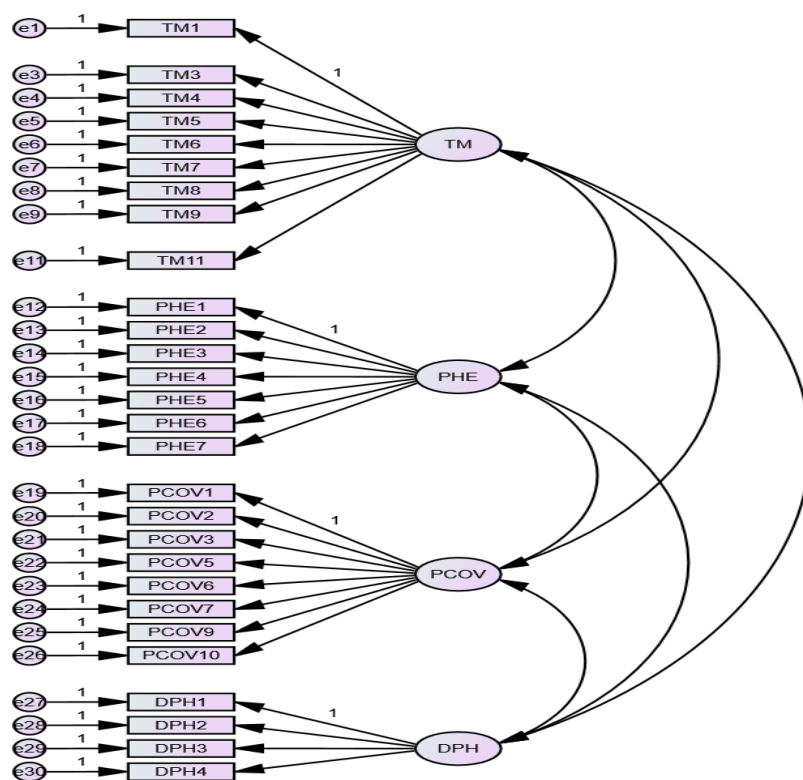 e1 1 TM1
1
e3 1 TM3
e4 1 TM4
e5 1 TM5
e6 1 TM6 TM
e7 1 TM7
e8 1 TM8
e9 1 TM9
e11 1 TM11
e12 1 PHE1
e13 1 PHE2 1
e14 1 PHE3
e15 1 PHE4 PHE
e16 1 PHE5
e17 1 PHE6
e18 1 PHE7
e19 1 PCOV1
e20 1 PCOV2 1
e21 1 PCOV3
e22 1 PCOV5 PCOV
e23 1 PCOV6
e24 1 PCOV7
e25 1 PCOV9
e26 1 PCOV10
e27 1 DPH1 1
e28 1 DPH2
e29 1 DPH3 DPH
e30 1 DPH4